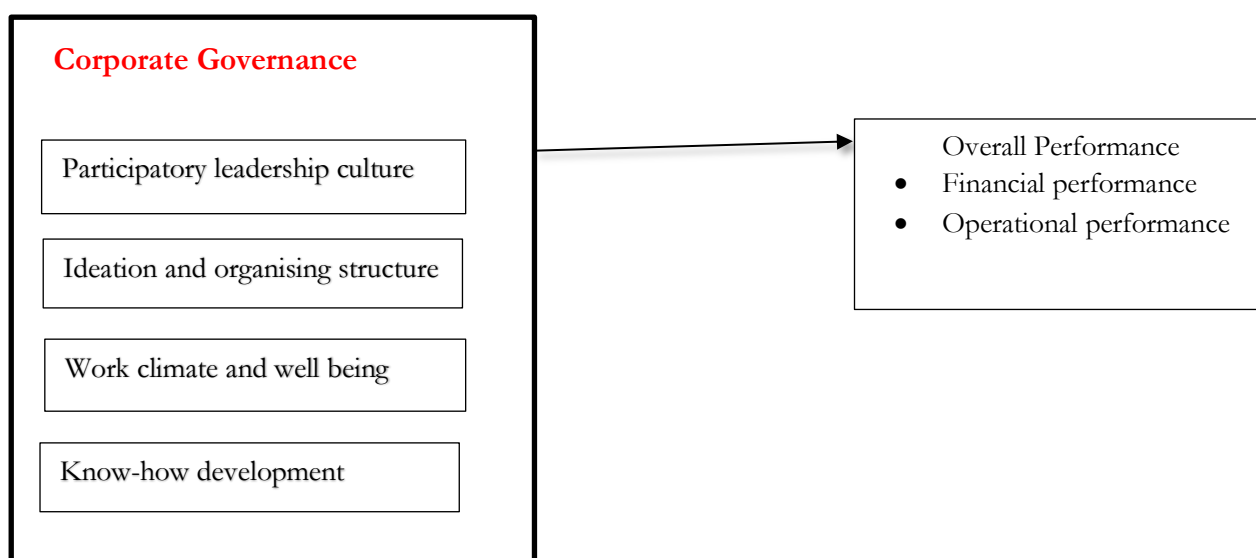 Corporate Governance
Participatory leadership culture
Ideation and organising structure
Work climate and well being
Know-how development
Overall Performance
• Financial performance
• Operational performance